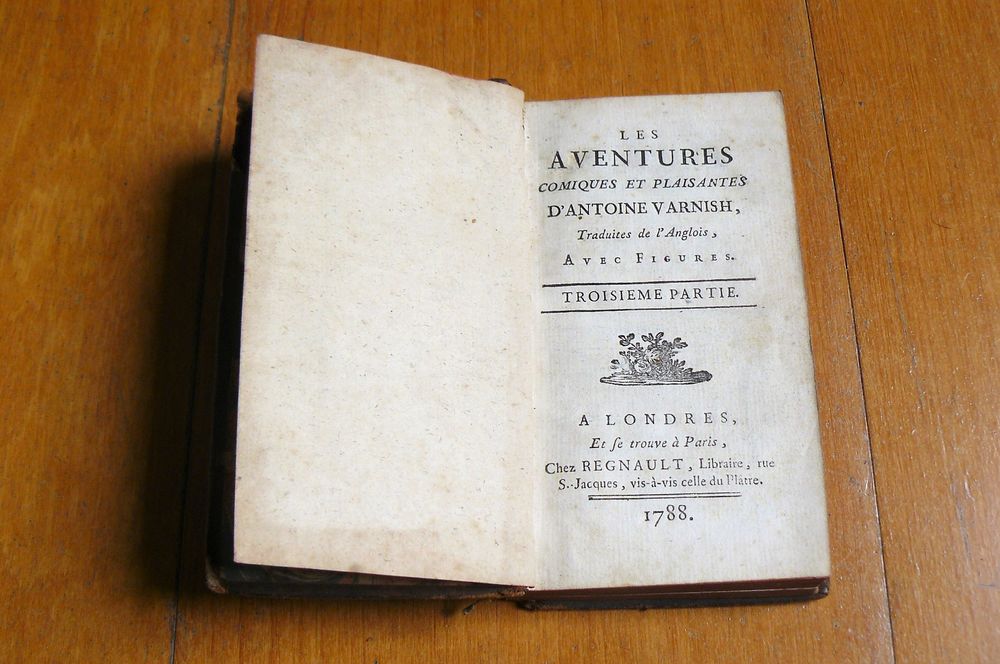 LES
AVENTURES
COMIQUES ET PLAISANTES
D'ANTOINE VARNISH,
Traduites de l'Anglois,
AVEC FIGURES.
TROISIEME PARTIE.
A LONDRES,
Et ſe trouve à Paris,
Chez REGNAULT, Libraire, rue
S.-Jacques, vis-à-vis celle du Plâtre.
1788.